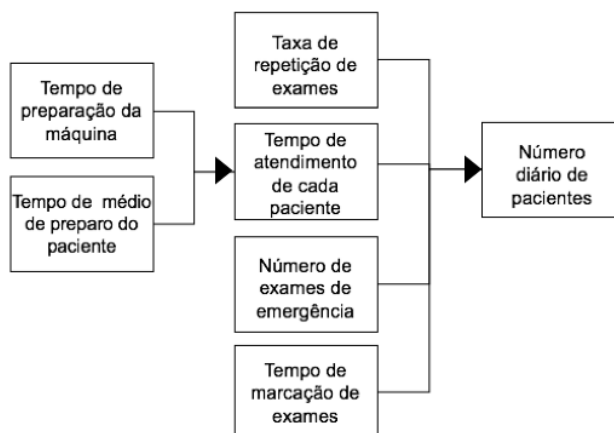 Tempo de
preparação da
máquina
Tempo de médio
de preparo do
paciente
Taxa de
repetição de
exames
Tempo de
atendimento
de cada
paciente
Número de
exames de
emergência
Tempo de
marcação de
exames
Número
diário de
pacientes